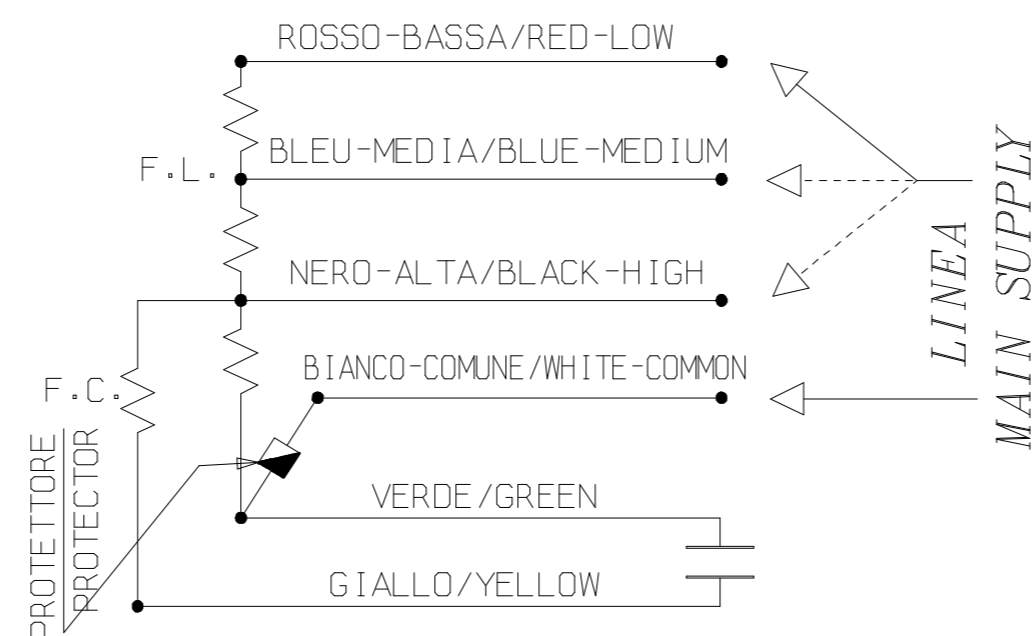 ROSSO-BASSA/RED-LOW
BLEU-MEDIA/BLUE-MEDIUM
F.L.
NERO-ALTA/BLACK-HIGH
LINEA
MAIN SUPPLY
BIANCO-COMUNE/WHITE-COMMON
F.C.
PROTETTORE
PROTECTOR
VERDE/GREEN
GIALLO/YELLOW